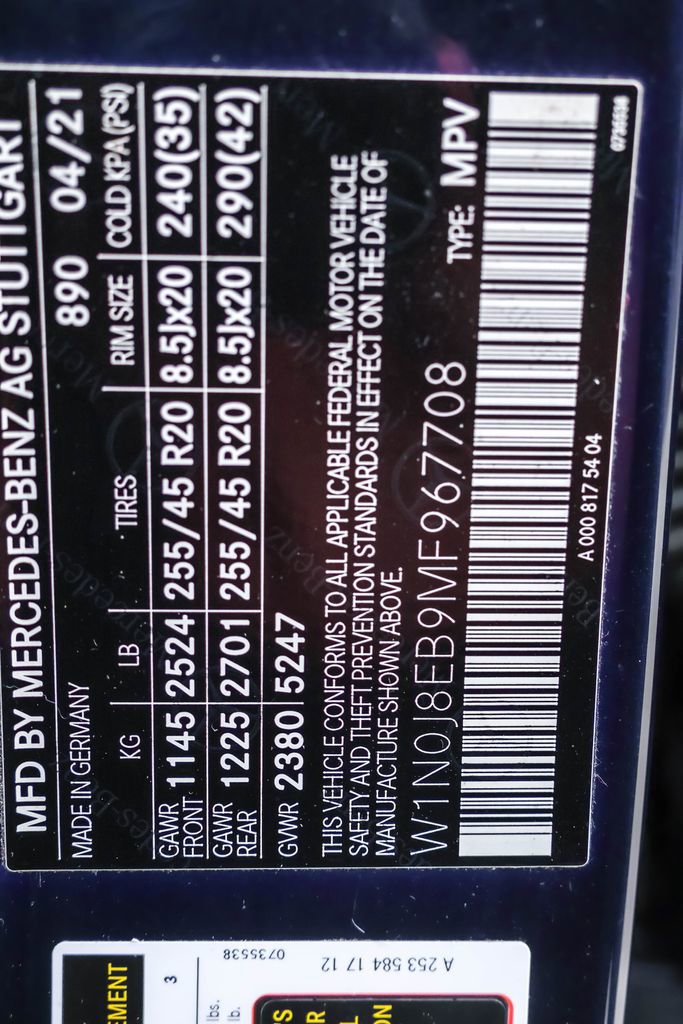 MFD BY MERCEDES-BENZ AG STUTTGART
MADE IN GERMANY 890 04/21
KG LB TIRES RIM SIZE COLD KPA (PSI)
GAWR FRONT 1145 2524 255/45 R20 8.5Jx20 240(35)
GAWR REAR 1225 2701 255/45 R20 8.5Jx20 290(42)
GVWR 2380 5247
THIS VEHICLE CONFORMS TO ALL APPLICABLE FEDERAL MOTOR VEHICLE
SAFETY AND THEFT PREVENTION STANDARDS IN EFFECT ON THE DATE OF
MANUFACTURE SHOWN ABOVE.
W1N0J8EB9MF967708 TYPE: MPV
A 000 817 54 04
0735538
A 253 584 17 12
0735538
3
lbs.
lb.
EMENT